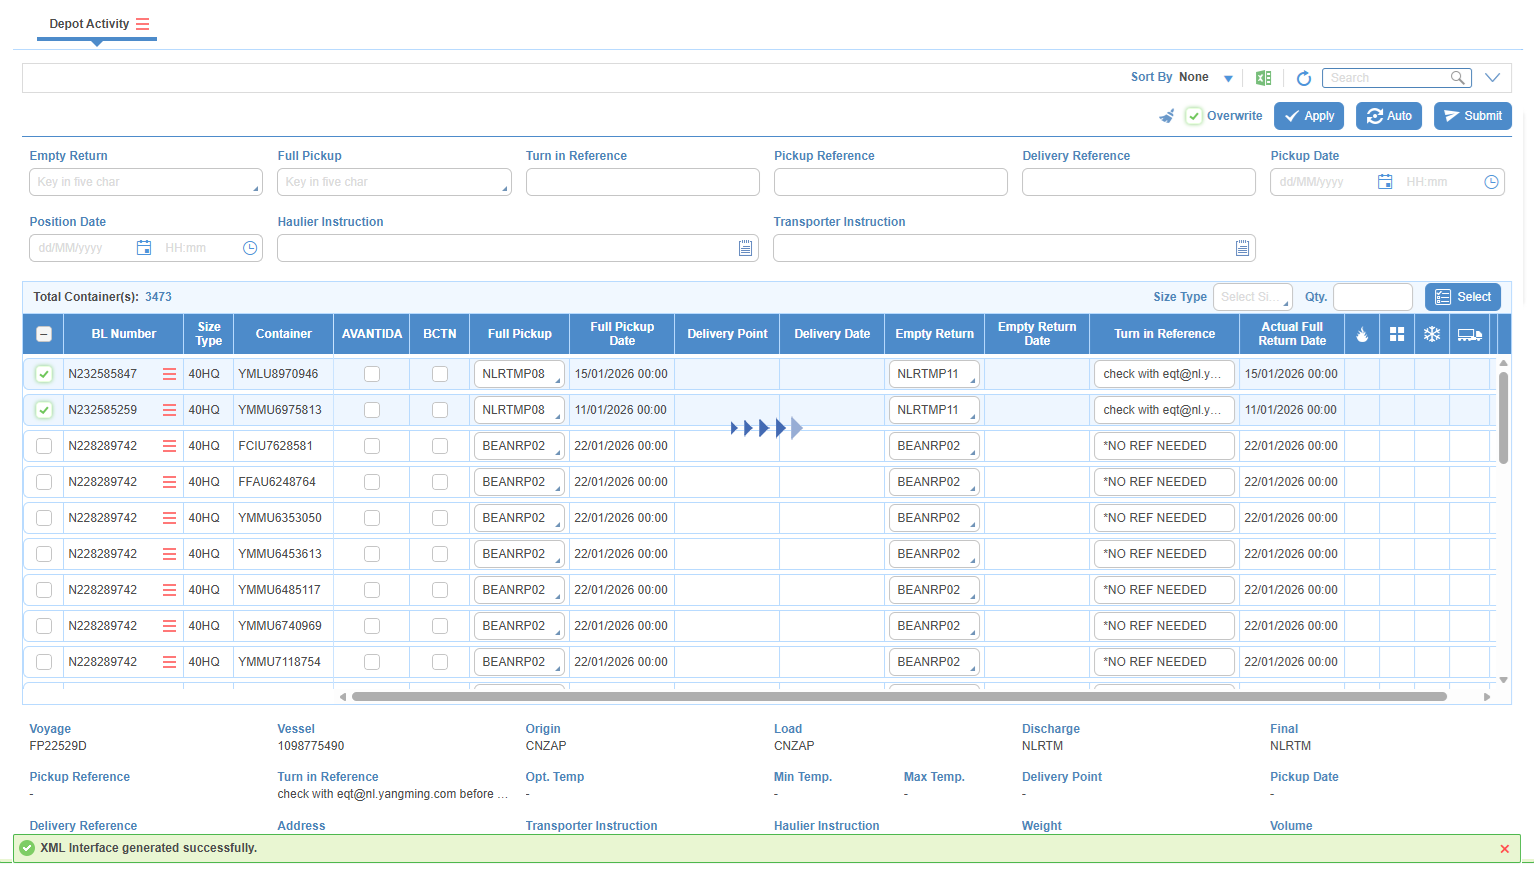 Depot Activity
Sort By None Search
Overwrite Apply Auto Submit
Empty Return Full Pickup Turn in Reference Pickup Reference Delivery Reference Pickup Date
Key in five char Key in five char dd/MM/yyyy HH:mm
Position Date Haulier Instruction Transporter Instruction
dd/MM/yyyy HH:mm
Total Container(s): 3473 Size Type Select Si... Qty. Select
BL Number Size Type Container AVANTIDA BCTN Full Pickup Full Pickup Date Delivery Point Delivery Date Empty Return Empty Return Date Turn in Reference Actual Full Return Date
N232585847 40HQ YMLU8970946 NLRTMP08 15/01/2026 00:00 NLRTMP11 check with eqt@nl.y... 15/01/2026 00:00
N232585259 40HQ YMMU6975813 NLRTMP08 11/01/2026 00:00 NLRTMP11 check with eqt@nl.y... 11/01/2026 00:00
N228289742 40HQ FCIU7628581 BEANRP02 22/01/2026 00:00 BEANRP02 *NO REF NEEDED 22/01/2026 00:00
N228289742 40HQ FFAU6248764 BEANRP02 22/01/2026 00:00 BEANRP02 *NO REF NEEDED 22/01/2026 00:00
N228289742 40HQ YMMU6353050 BEANRP02 22/01/2026 00:00 BEANRP02 *NO REF NEEDED 22/01/2026 00:00
N228289742 40HQ YMMU6453613 BEANRP02 22/01/2026 00:00 BEANRP02 *NO REF NEEDED 22/01/2026 00:00
N228289742 40HQ YMMU6485117 BEANRP02 22/01/2026 00:00 BEANRP02 *NO REF NEEDED 22/01/2026 00:00
N228289742 40HQ YMMU6740969 BEANRP02 22/01/2026 00:00 BEANRP02 *NO REF NEEDED 22/01/2026 00:00
N228289742 40HQ YMMU7118754 BEANRP02 22/01/2026 00:00 BEANRP02 *NO REF NEEDED 22/01/2026 00:00
Voyage Vessel Origin Load Discharge Final
FP22529D 1098775490 CNZAP CNZAP NLRTM NLRTM
Pickup Reference Turn in Reference Opt. Temp Min Temp. Max Temp. Delivery Point Pickup Date
- check with eqt@nl.yangming.com before ... - - - - -
Delivery Reference Address Transporter Instruction Haulier Instruction Weight Volume
XML Interface generated successfully.